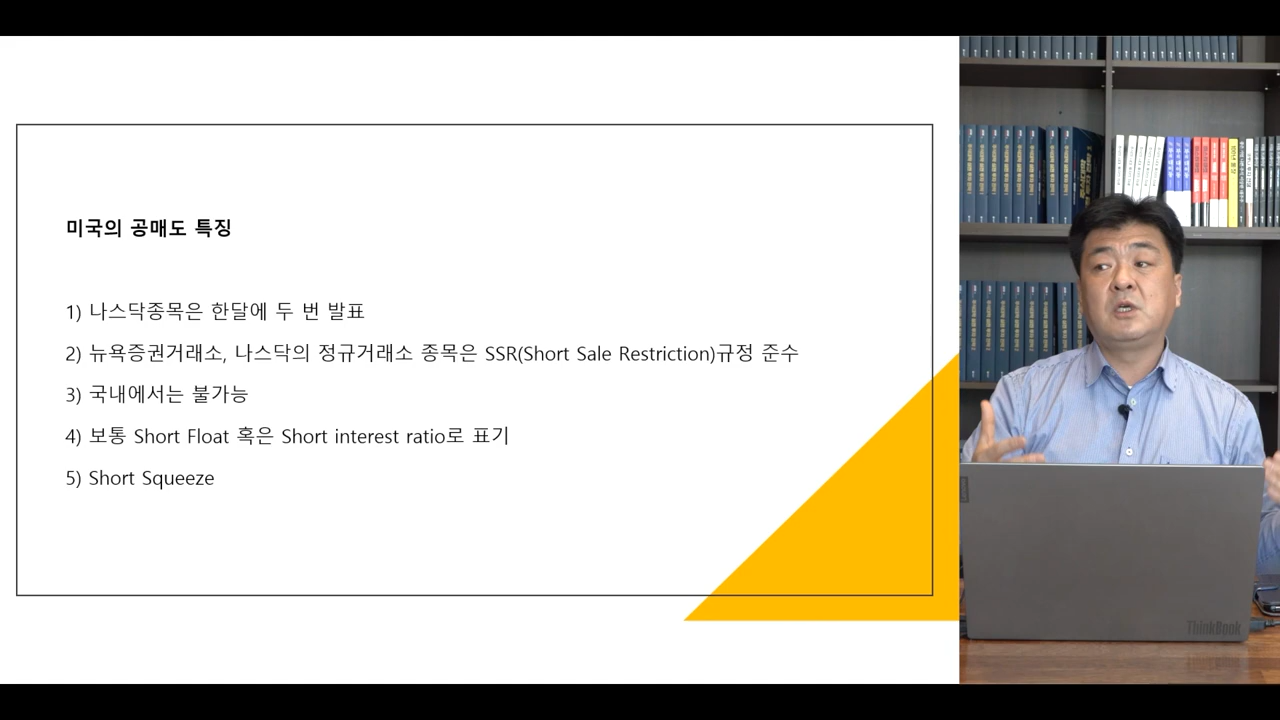 미국의 공매도 특징
1) 나스닥종목은 한달에 두 번 발표
2) 뉴욕증권거래소, 나스닥의 정규거래소 종목은 SSR(Short Sale Restriction)규정 준수
3) 국내에서는 불가능
4) 보통 Short Float 혹은 Short interest ratio로 표기
5) Short Squeeze
ThinkBook